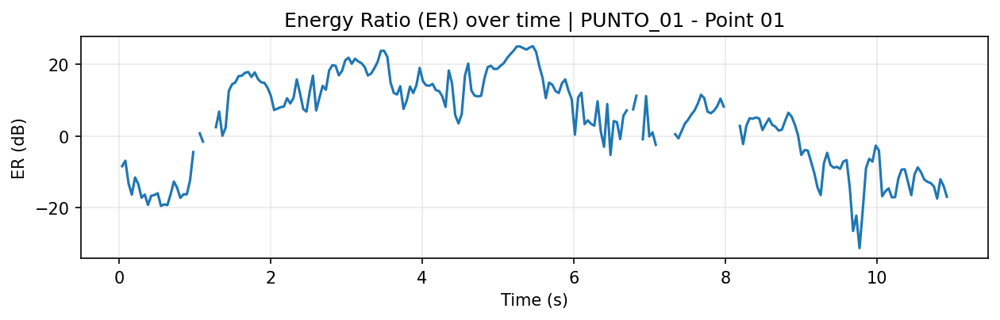 Energy Ratio (ER) over time | PUNTO_01 - Point 01
ER (dB)
20
0
−20
0 2 4 6 8 10
Time (s)